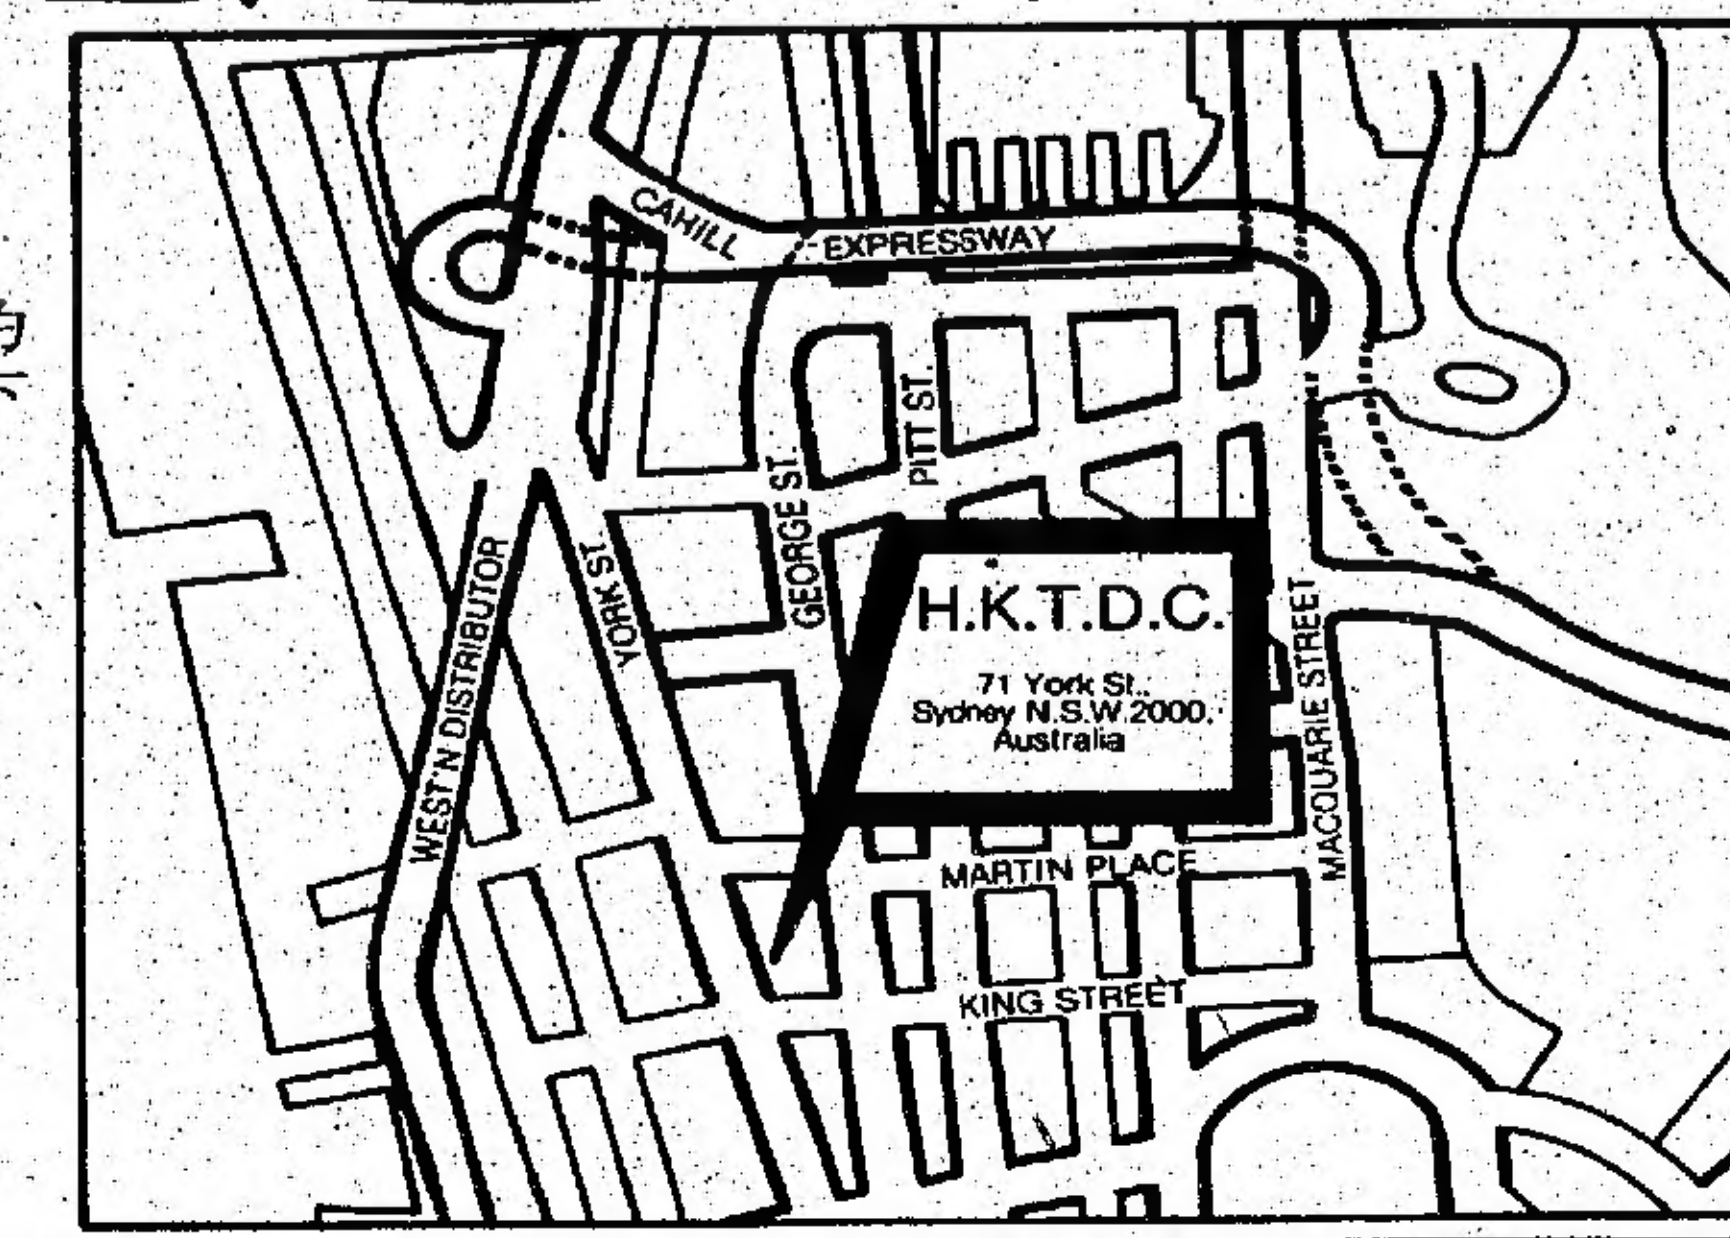 CAHILL
EXPRESSWAY
PITT ST.
GEORGE ST.
YORK ST.
WEST'N DISTRIBUTOR
H.K.T.D.C.
71 York St.,
Sydney N.S.W. 2000,
Australia
MACQUARIE STREET
MARTIN PLACE
KING STREET